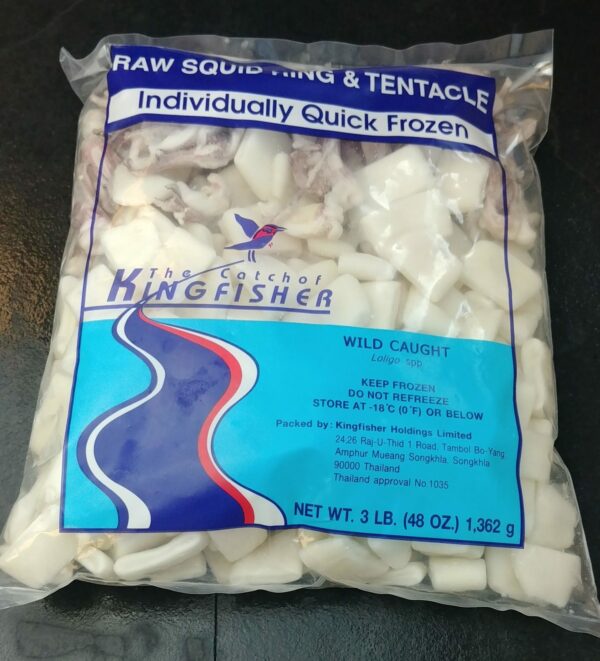 RAW SQUID RING & TENTACLE
Individually Quick Frozen
The Catch of
KINGFISHER
WILD CAUGHT
Loligo spp
KEEP FROZEN
DO NOT REFREEZE
STORE AT -18°C (0°F) OR BELOW
Packed by: Kingfisher Holdings Limited
24,26 Raj-U-Thid 1 Road, Tambol Bo-Yang
Amphur Mueang Songkhla, Songkhla
90000 Thailand
Thailand approval No.1035
NET WT. 3 LB. (48 OZ.) 1,362 g